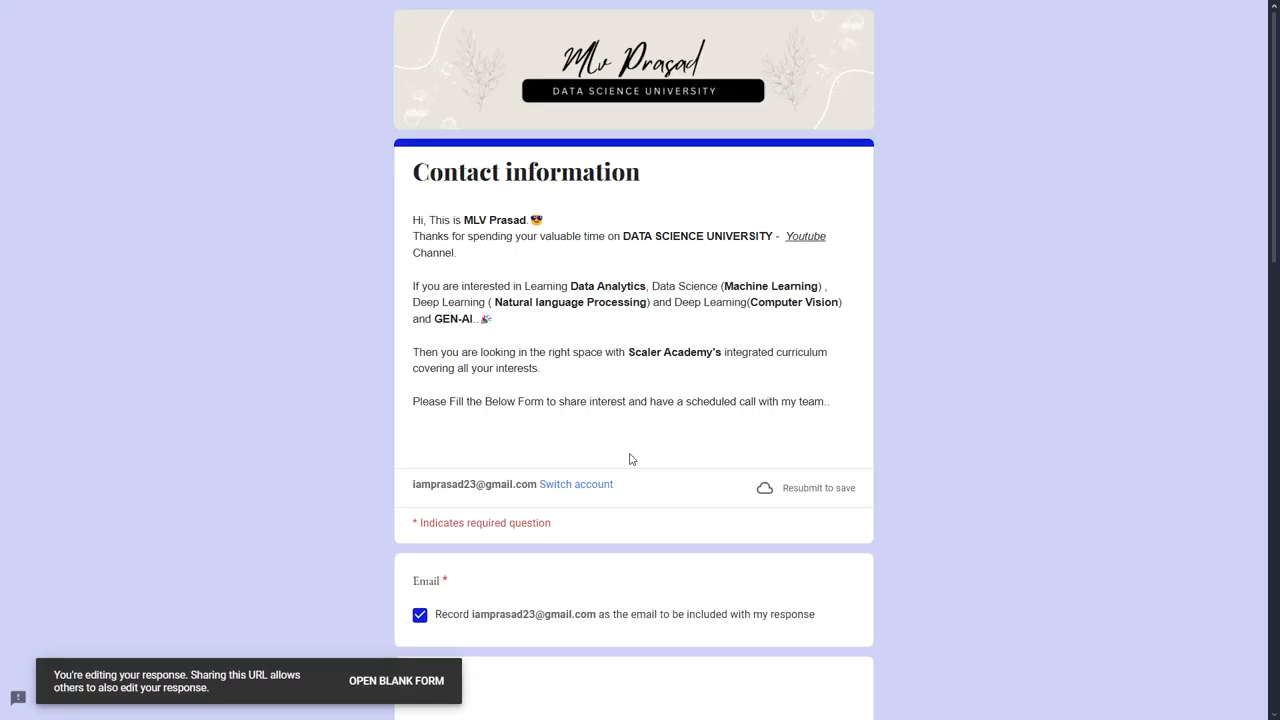 Mlv Prasad
DATA SCIENCE UNIVERSITY
Contact information
Hi, This is MLV Prasad.😎
Thanks for spending your valuable time on DATA SCIENCE UNIVERSITY - Youtube
Channel.
If you are interested in Learning Data Analytics, Data Science (Machine Learning) ,
Deep Learning ( Natural language Processing) and Deep Learning(Computer Vision)
and GEN-AI.. 🎉
Then you are looking in the right space with Scaler Academy's integrated curriculum
covering all your interests.
Please Fill the Below Form to share interest and have a scheduled call with my team..
iamprasad23@gmail.com Switch account
Resubmit to save
* Indicates required question
Email *
Record iamprasad23@gmail.com as the email to be included with my response
You're editing your response. Sharing this URL allows
others to also edit your response.
OPEN BLANK FORM